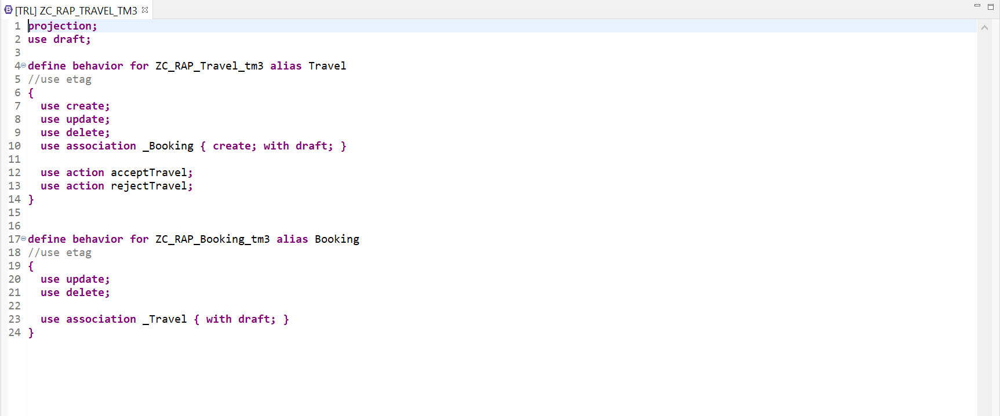 [TRL] ZC_RAP_TRAVEL_TM3
1 projection;
2 use draft;
3
4 define behavior for ZC_RAP_Travel_tm3 alias Travel
5 //use etag
6 {
7 use create;
8 use update;
9 use delete;
10 use association _Booking { create; with draft; }
11
12 use action acceptTravel;
13 use action rejectTravel;
14 }
15
16
17 define behavior for ZC_RAP_Booking_tm3 alias Booking
18 //use etag
19 {
20 use update;
21 use delete;
22
23 use association _Travel { with draft; }
24 }